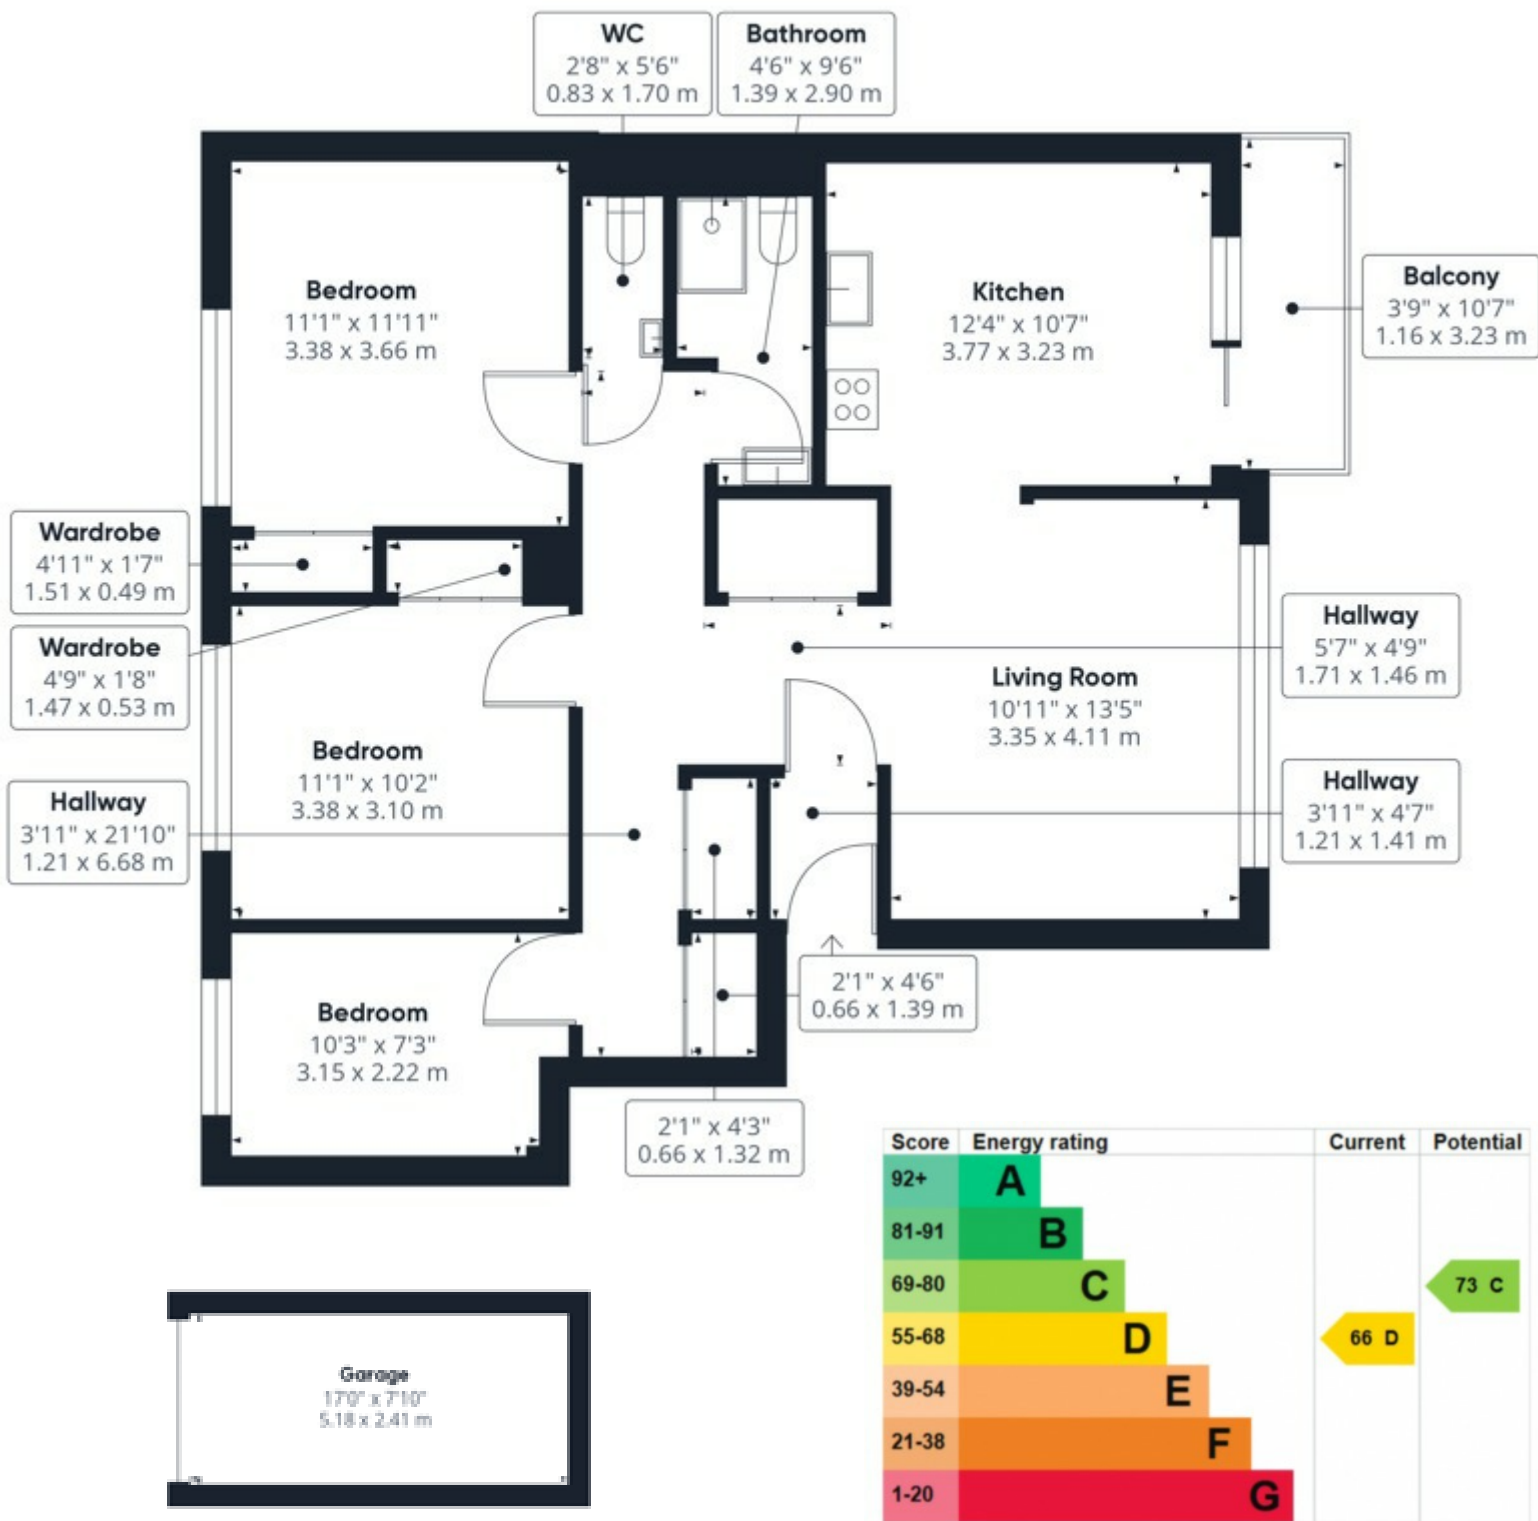 WC
2'8" x 5'6"
0.83 x 1.70 m
Bathroom
4'6" x 9'6"
1.39 x 2.90 m
Bedroom
11'1" x 11'11"
3.38 x 3.66 m
Kitchen
12'4" x 10'7"
3.77 x 3.23 m
Balcony
3'9" x 10'7"
1.16 x 3.23 m
Wardrobe
4'11" x 1'7"
1.51 x 0.49 m
Wardrobe
4'9" x 1'8"
1.47 x 0.53 m
Hallway
5'7" x 4'9"
1.71 x 1.46 m
Living Room
10'11" x 13'5"
3.35 x 4.11 m
Bedroom
11'1" x 10'2"
3.38 x 3.10 m
Hallway
3'11" x 21'10"
1.21 x 6.68 m
Hallway
3'11" x 4'7"
1.21 x 1.41 m
2'1" x 4'6"
0.66 x 1.39 m
Bedroom
10'3" x 7'3"
3.15 x 2.22 m
2'1" x 4'3"
0.66 x 1.32 m
Garage
17'0" x 7'10"
5.18 x 2.41 m
Score Energy rating Current Potential
92+ A
81-91 B
69-80 C 73 C
55-68 D 66 D
39-54 E
21-38 F
1-20 G